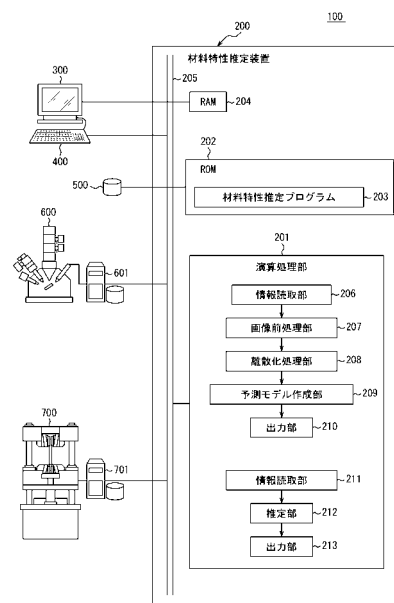 100
200
材料特性推定装置
300
205
RAM
204
400
202
ROM
500
材料特性推定プログラム
203
600
601
201
演算処理部
情報読取部
206
画像前処理部
207
離散化処理部
208
予測モデル作成部
209
出力部
210
700
701
情報読取部
211
推定部
212
出力部
213